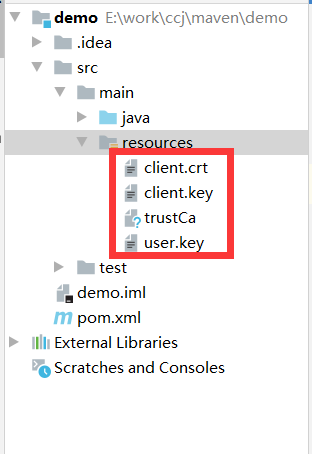 demo E:\work\ccj\maven\demo
.idea
src
main
java
resources
client.crt
client.key
trustCa
user.key
test
demo.iml
pom.xml
External Libraries
Scratches and Consoles